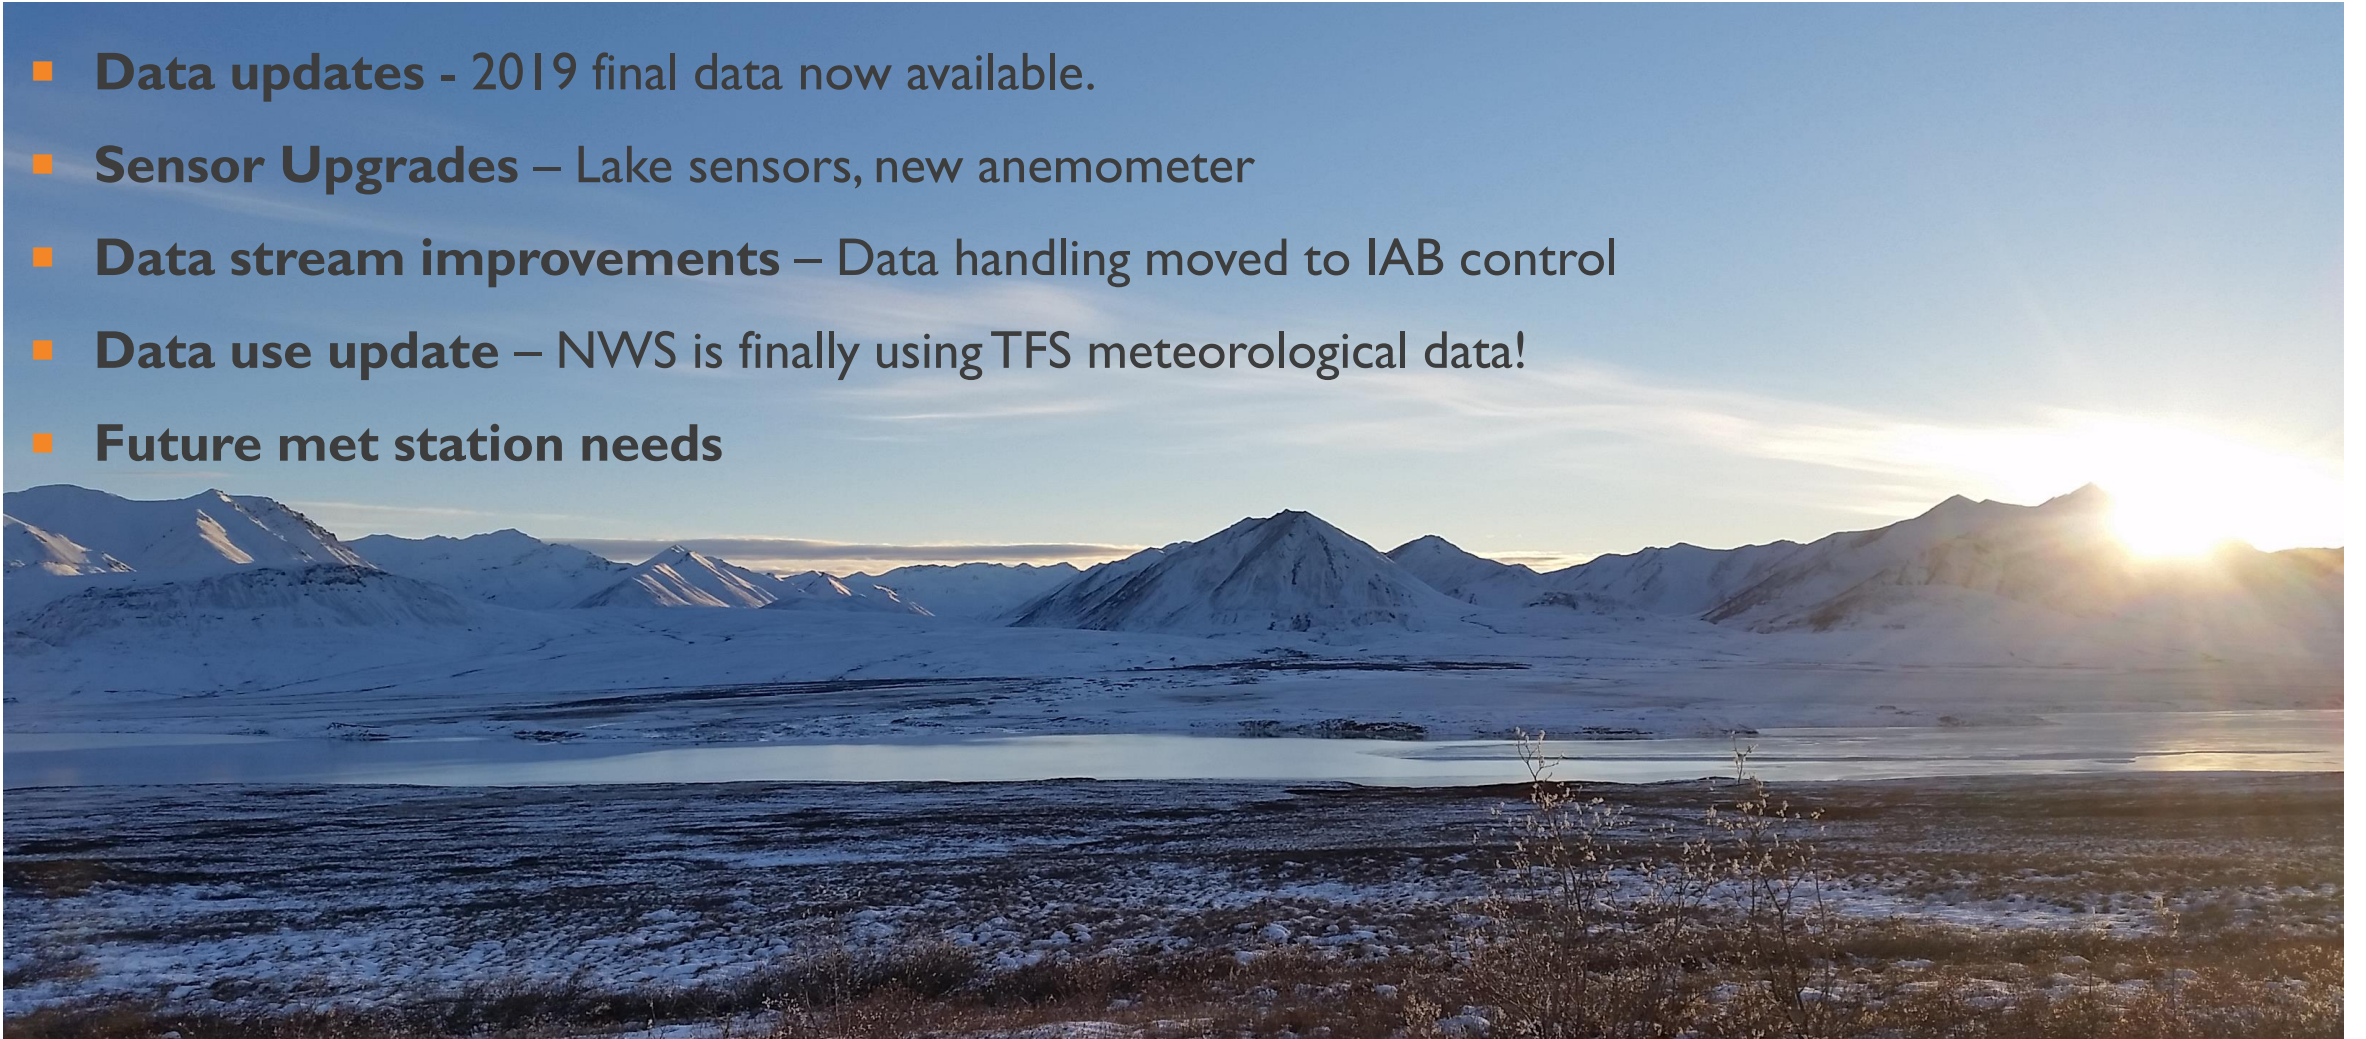 ▪ Data updates - 2019 final data now available.
▪ Sensor Upgrades – Lake sensors, new anemometer
▪ Data stream improvements – Data handling moved to IAB control
▪ Data use update – NWS is finally using TFS meteorological data!
▪ Future met station needs